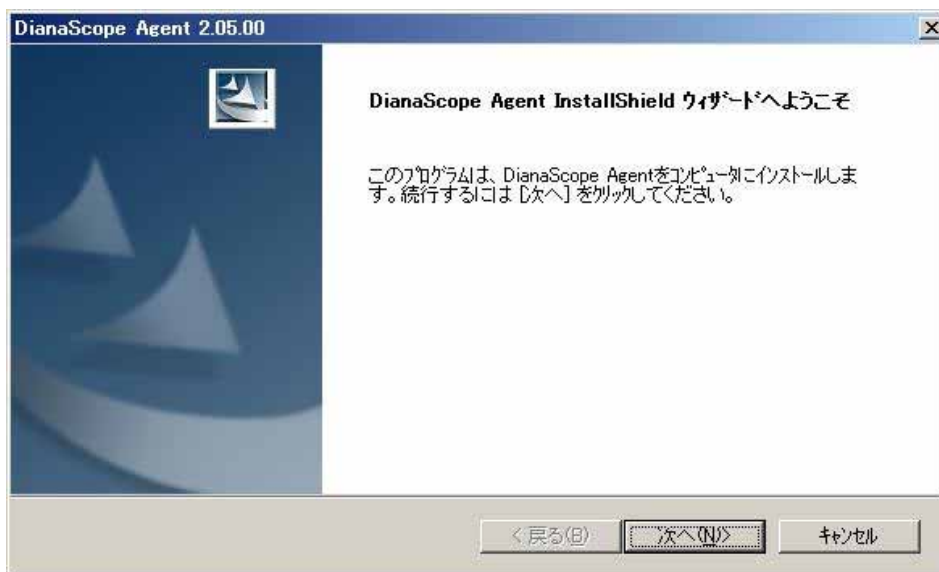 DianaScope Agent 2.05.00
DianaScope Agent InstallShield ウィザードへようこそ
このプログラムは、DianaScope Agentをコンピュータにインストールしま
す。続行するには [次へ] をクリックしてください。
< 戻る(B)
次へ(N)>
キャンセル